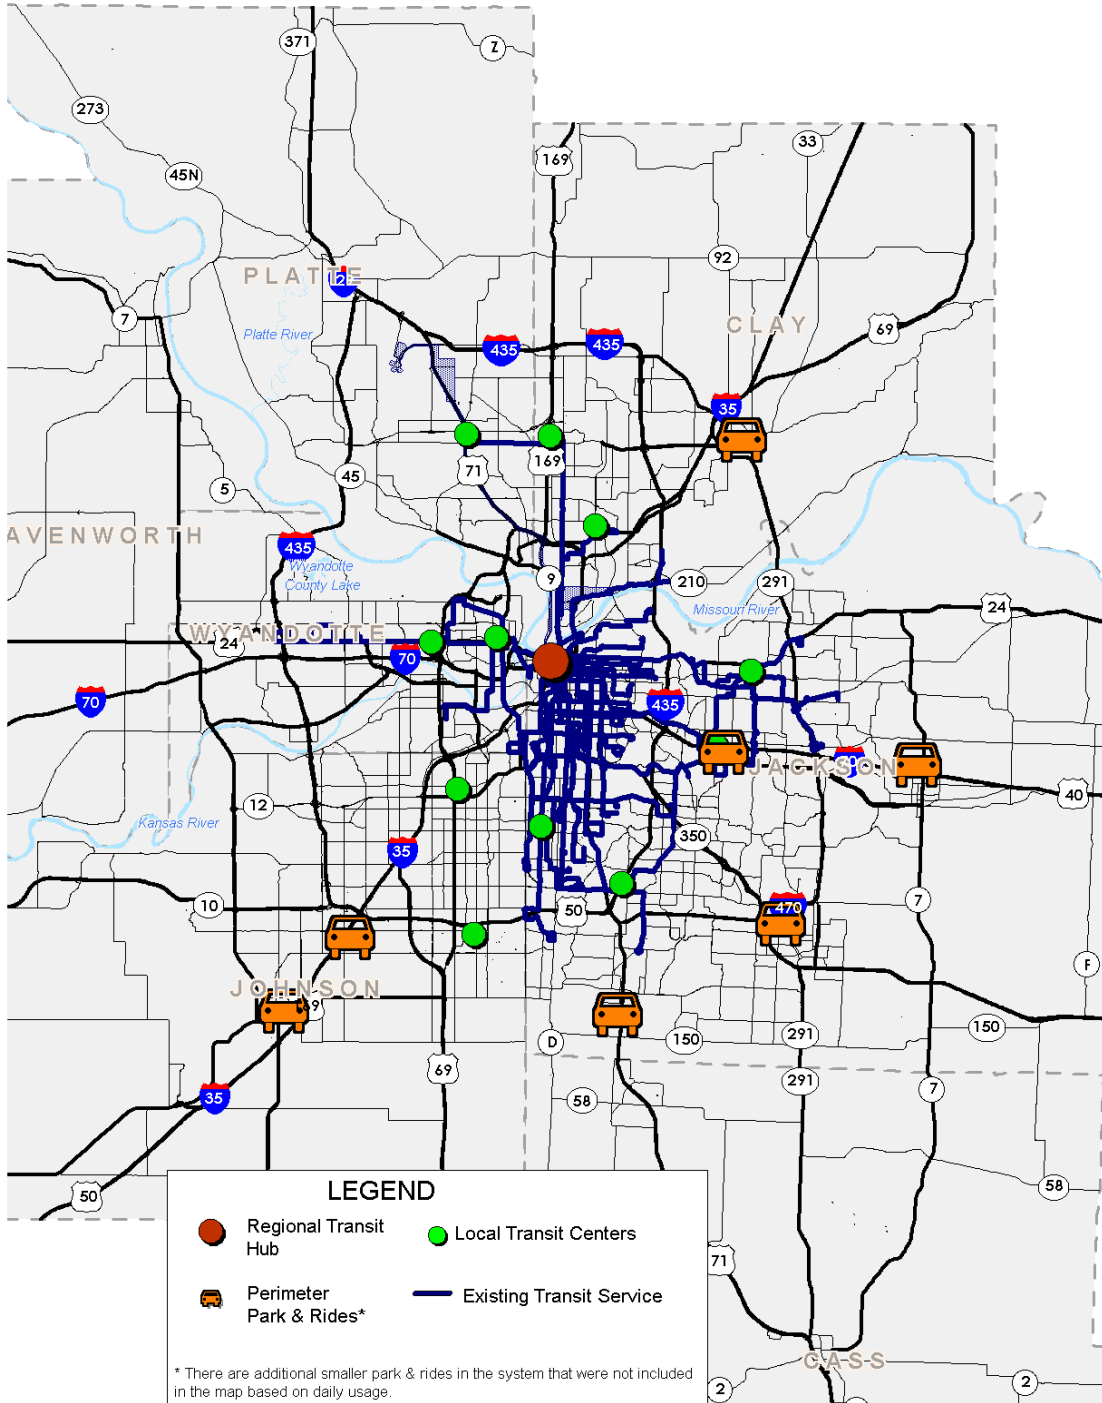 371
Z
273
33
169
45N
92
PLATTE
2
7
CLAY
69
Platte River
435
435
35
169
71
45
5
AVENWORTH
435
Wyandotte
County Lake
9
210
291
Missouri River
24
WYANDOTTE
24
70
70
435
JACKSON
40
12
Kansas River
350
35
10
50
470
7
F
JOHNSON
69
150
291
150
D
69
291
7
35
58
50
58
71
CASS
2
2
LEGEND
Regional Transit
Hub
Local Transit Centers
Perimeter
Park & Rides*
Existing Transit Service
* There are additional smaller park & rides in the system that were not included
in the map based on daily usage.